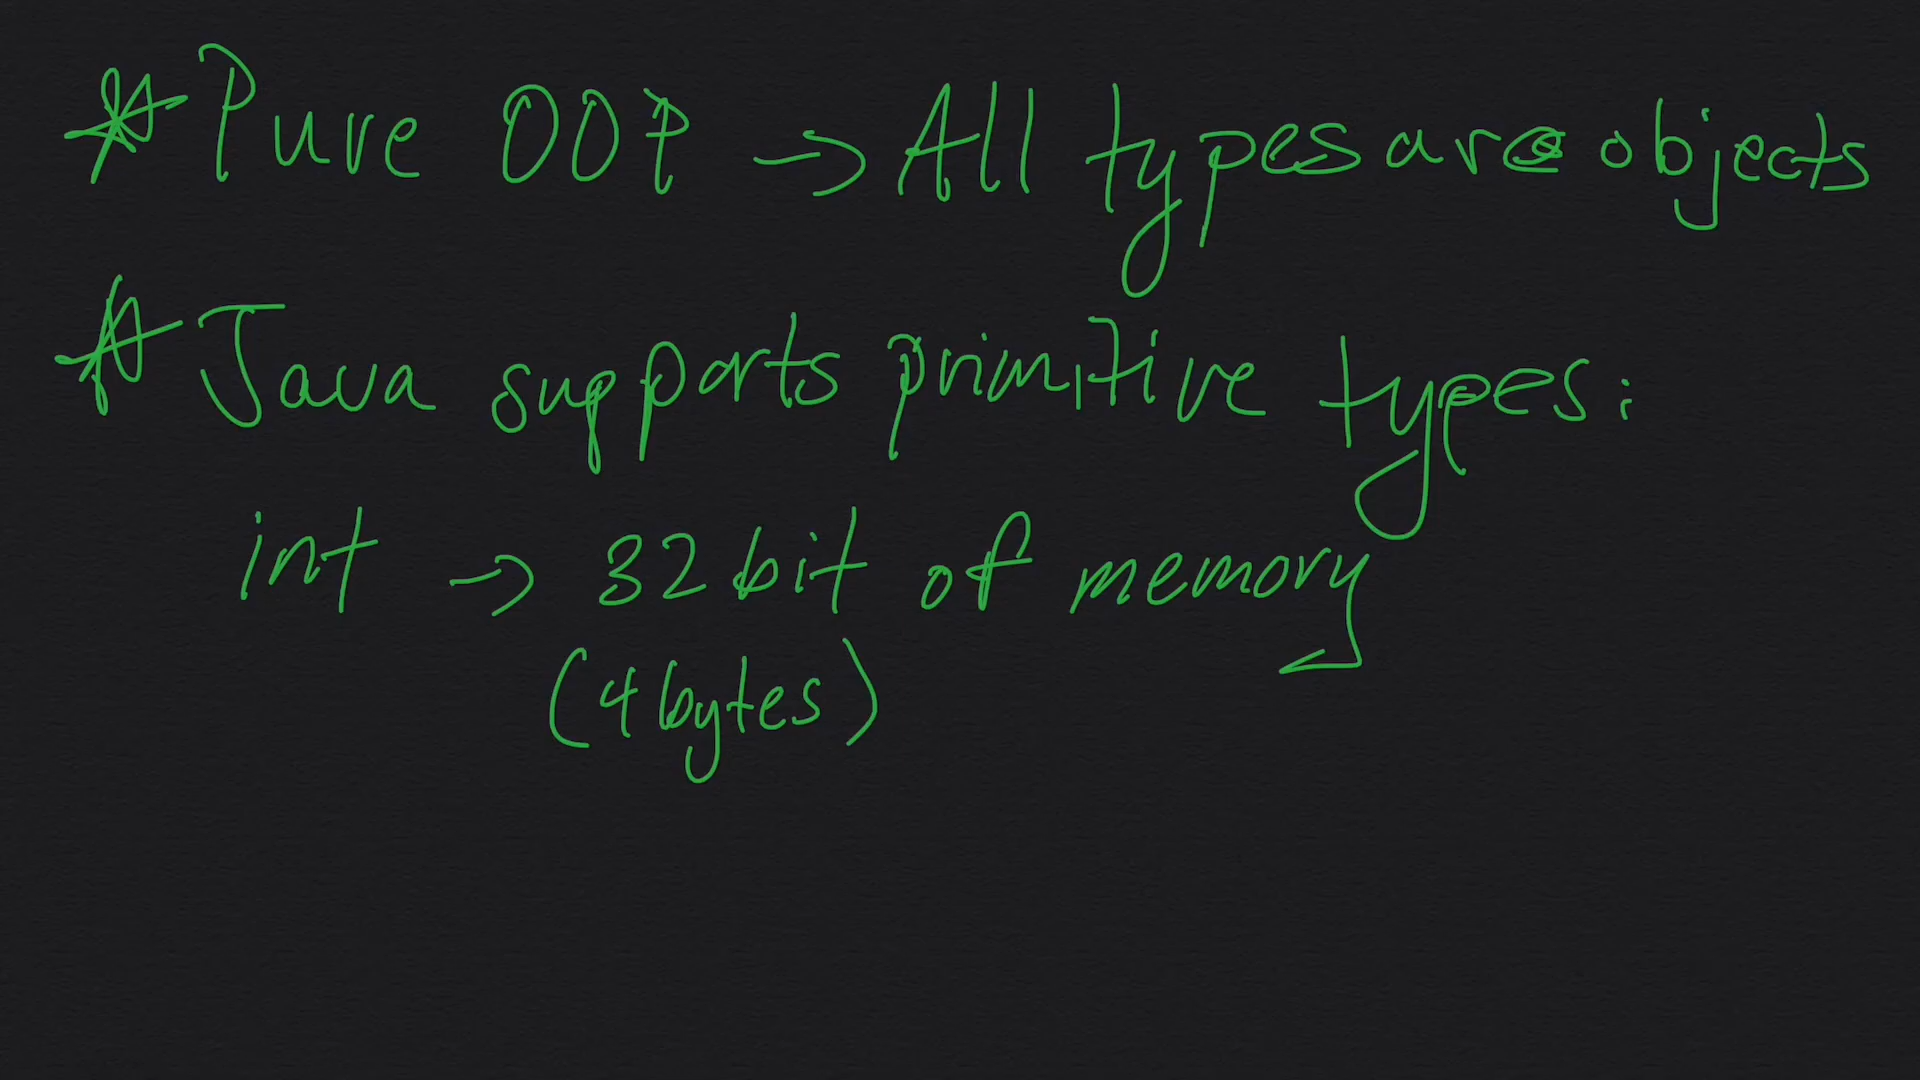 * Pure OOP → All types are objects
* Java supports primitive types:
int → 32 bit of memory
(4 bytes)